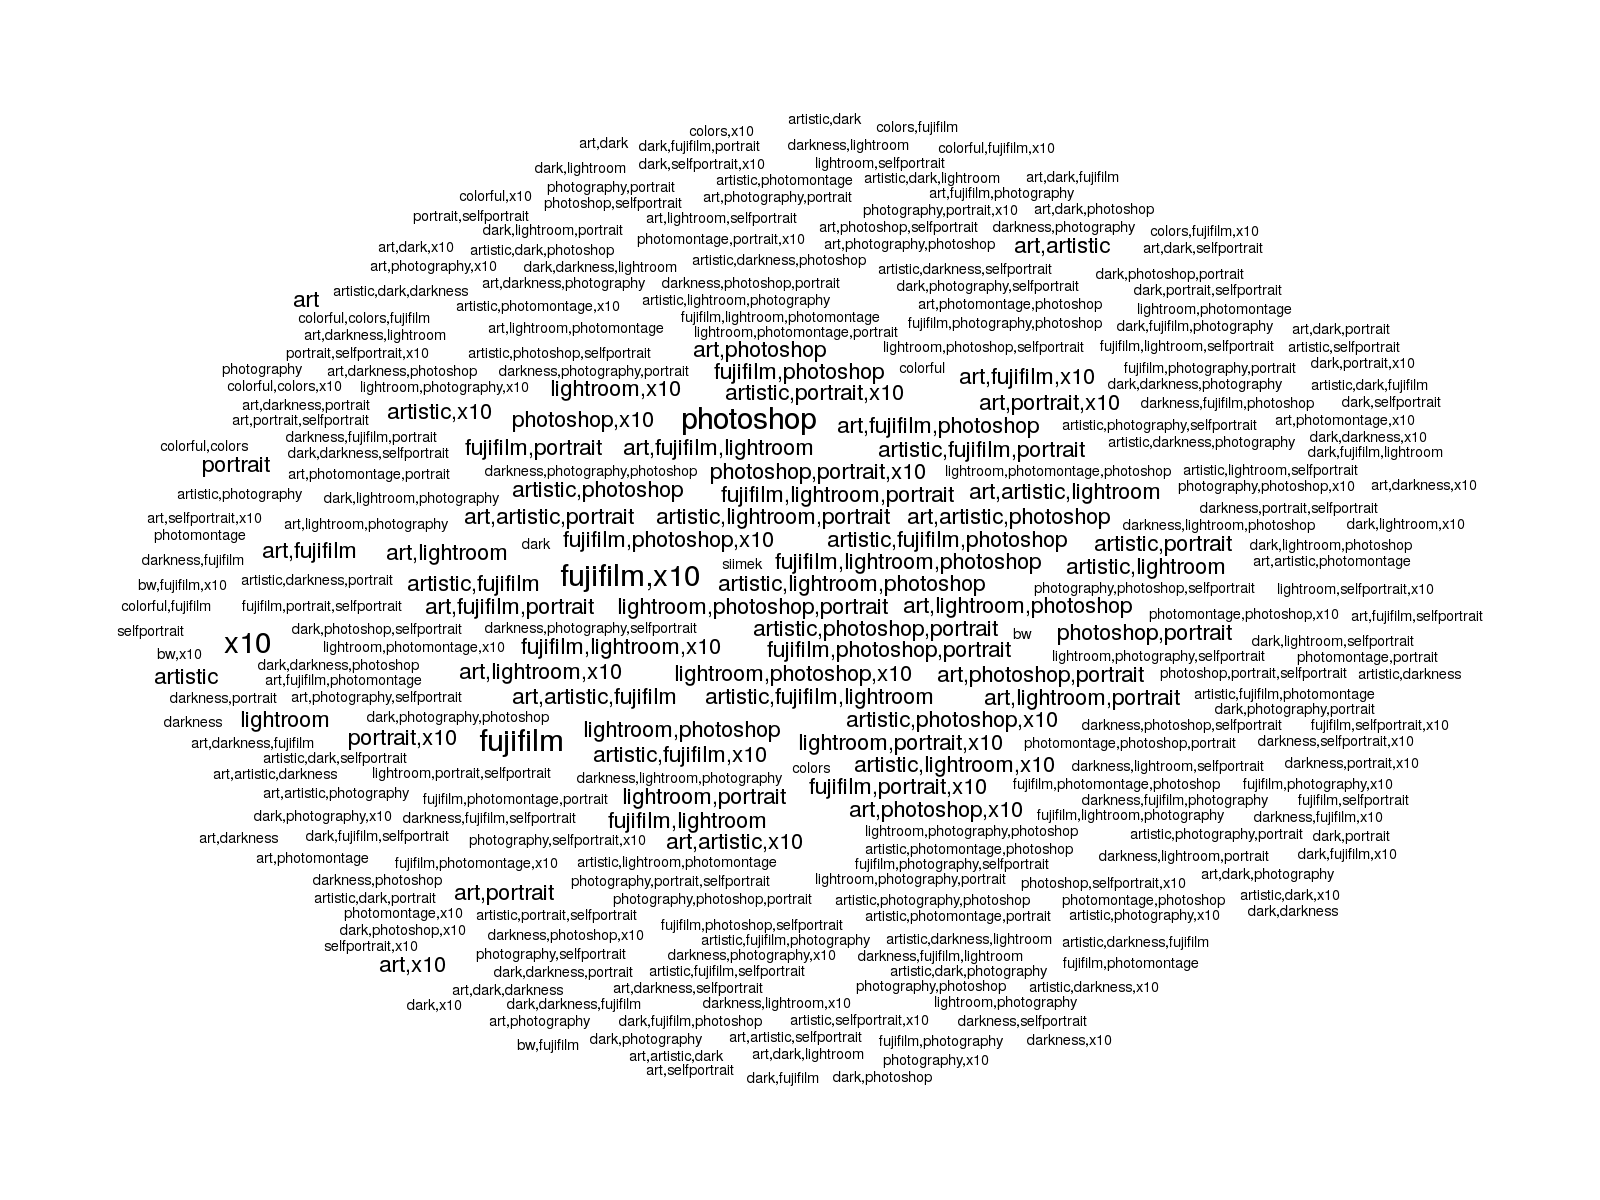 artistic,dark
colors,x10 colors,fujifilm
art,dark dark,fujifilm,portrait darkness,lightroom colorful,fujifilm,x10
dark,lightroom dark,selfportrait,x10 lightroom,selfportrait
photography,portrait artistic,photomontage artistic,dark,lightroom art,dark,fujifilm
colorful,x10 photoshop,selfportrait art,photography,portrait art,fujifilm,photography
portrait,selfportrait art,lightroom,selfportrait photography,portrait,x10 art,dark,photoshop
dark,lightroom,portrait art,photoshop,selfportrait darkness,photography colors,fujifilm,x10
art,dark,x10 artistic,dark,photoshop photomontage,portrait,x10 art,photography,photoshop art,artistic art,dark,selfportrait
art,photography,x10 dark,darkness,lightroom artistic,darkness,photoshop artistic,darkness,selfportrait dark,photoshop,portrait
art artistic,dark,darkness art,darkness,photography darkness,photoshop,portrait dark,photography,selfportrait dark,portrait,selfportrait
artistic,photomontage,x10 artistic,lightroom,photography art,photomontage,photoshop lightroom,photomontage
colorful,colors,fujifilm fujifilm,lightroom,photomontage fujifilm,photography,photoshop dark,fujifilm,photography art,dark,portrait
art,darkness,lightroom art,lightroom,photomontage lightroom,photomontage,portrait
portrait,selfportrait,x10 artistic,photoshop,selfportrait art,photoshop lightroom,photoshop,selfportrait fujifilm,lightroom,selfportrait artistic,selfportrait
photography art,darkness,photoshop darkness,photography,portrait fujifilm,photoshop colorful art,fujifilm,x10 fujifilm,photography,portrait dark,portrait,x10
colorful,colors,x10 lightroom,photography,x10 lightroom,x10 artistic,portrait,x10 dark,darkness,photography artistic,dark,fujifilm
art,darkness,portrait artistic,x10 photoshop,x10 photoshop art,portrait,x10 darkness,fujifilm,photoshop dark,selfportrait
art,portrait,selfportrait art,fujifilm,photoshop artistic,photography,selfportrait art,photomontage,x10
colorful,colors darkness,fujifilm,portrait fujifilm,portrait art,fujifilm,lightroom artistic,fujifilm,portrait artistic,darkness,photography dark,darkness,x10
dark,darkness,selfportrait dark,fujifilm,lightroom
portrait art,photomontage,portrait darkness,photography,photoshop photoshop,portrait,x10 lightroom,photomontage,photoshop artistic,lightroom,selfportrait
artistic,photography dark,lightroom,photography artistic,photoshop fujifilm,lightroom,portrait art,artistic,lightroom photography,photoshop,x10 art,darkness,x10
art,selfportrait,x10 art,lightroom,photography art,artistic,portrait artistic,lightroom,portrait art,artistic,photoshop darkness,portrait,selfportrait
darkness,lightroom,photoshop dark,lightroom,x10
photomontage art,fujifilm art,lightroom dark fujifilm,photoshop,x10 artistic,fujifilm,photoshop artistic,portrait dark,lightroom,photoshop
darkness,fujifilm siimek fujifilm,lightroom,photoshop artistic,lightroom art,artistic,photomontage
bw,fujifilm,x10 artistic,darkness,portrait artistic,fujifilm fujifilm,x10 artistic,lightroom,photoshop photography,photoshop,selfportrait lightroom,selfportrait,x10
colorful,fujifilm fujifilm,portrait,selfportrait art,fujifilm,portrait lightroom,photoshop,portrait art,lightroom,photoshop photomontage,photoshop,x10 art,fujifilm,selfportrait
selfportrait dark,photoshop,selfportrait darkness,photography,selfportrait artistic,photoshop,portrait bw photoshop,portrait dark,lightroom,selfportrait
bw,x10 x10 lightroom,photomontage,x10 fujifilm,lightroom,x10 fujifilm,photoshop,portrait lightroom,photography,selfportrait photomontage,portrait
artistic dark,darkness,photoshop art,lightroom,x10 lightroom,photoshop,x10 art,photoshop,portrait photoshop,portrait,selfportrait artistic,darkness
art,fujifilm,photomontage
darkness,portrait art,photography,selfportrait art,artistic,fujifilm artistic,fujifilm,lightroom art,lightroom,portrait artistic,fujifilm,photomontage
dark,photography,portrait
darkness lightroom dark,photography,photoshop lightroom,photoshop artistic,photoshop,x10 darkness,photoshop,selfportrait fujifilm,selfportrait,x10
art,darkness,fujifilm portrait,x10 fujifilm lightroom,portrait,x10 photomontage,photoshop,portrait darkness,selfportrait,x10
artistic,dark,selfportrait artistic,fujifilm,x10
art,artistic,darkness lightroom,portrait,selfportrait darkness,lightroom,photography colors artistic,lightroom,x10 darkness,lightroom,selfportrait darkness,portrait,x10
art,artistic,photography fujifilm,photomontage,portrait lightroom,portrait fujifilm,portrait,x10 fujifilm,photomontage,photoshop fujifilm,photography,x10
darkness,fujifilm,photography fujifilm,selfportrait
dark,photography,x10 darkness,fujifilm,selfportrait fujifilm,lightroom art,photoshop,x10 fujifilm,lightroom,photography darkness,fujifilm,x10
art,darkness dark,fujifilm,selfportrait photography,selfportrait,x10 art,artistic,x10 lightroom,photography,photoshop artistic,photography,portrait dark,portrait
art,photomontage fujifilm,photomontage,x10 artistic,lightroom,photomontage artistic,photomontage,photoshop darkness,lightroom,portrait dark,fujifilm,x10
fujifilm,photography,selfportrait
darkness,photoshop art,portrait photography,portrait,selfportrait lightroom,photography,portrait photoshop,selfportrait,x10 art,dark,photography
artistic,dark,portrait photography,photoshop,portrait artistic,photography,photoshop photomontage,photoshop artistic,dark,x10
photomontage,x10 artistic,portrait,selfportrait artistic,photomontage,portrait artistic,photography,x10 dark,darkness
dark,photoshop,x10 darkness,photoshop,x10 fujifilm,photoshop,selfportrait
selfportrait,x10 artistic,fujifilm,photography artistic,darkness,lightroom artistic,darkness,fujifilm
art,x10 photography,selfportrait darkness,photography,x10 darkness,fujifilm,lightroom fujifilm,photomontage
dark,darkness,portrait artistic,fujifilm,selfportrait artistic,dark,photography
art,dark,darkness art,darkness,selfportrait photography,photoshop artistic,darkness,x10
dark,x10 dark,darkness,fujifilm darkness,lightroom,x10 lightroom,photography
art,photography dark,fujifilm,photoshop artistic,selfportrait,x10 darkness,selfportrait
bw,fujifilm dark,photography art,artistic,selfportrait fujifilm,photography darkness,x10
art,artistic,dark art,dark,lightroom photography,x10
art,selfportrait dark,fujifilm dark,photoshop